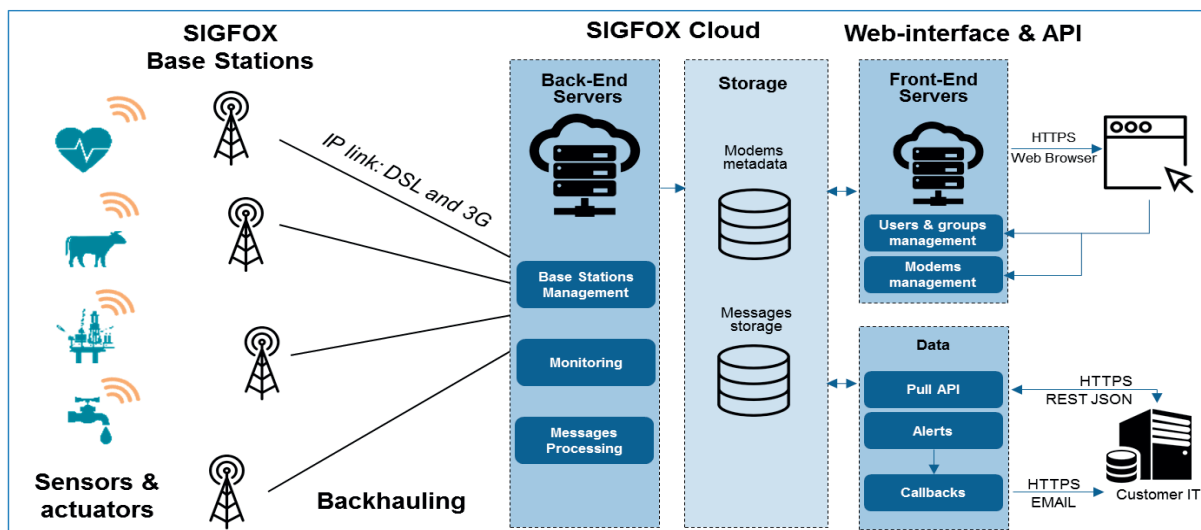 SIGFOX
Base Stations
SIGFOX Cloud
Web-interface & API
Back-End
Servers
Storage
Front-End
Servers
IP link: DSL and 3G
Modems
metadata
HTTPS
Web Browser
Users & groups
management
Modems
management
Base Stations
Management
Messages
storage
Monitoring
Data
Pull API
HTTPS
REST JSON
Messages
Processing
Alerts
Sensors &
actuators
Backhauling
Callbacks
HTTPS
EMAIL
Customer IT